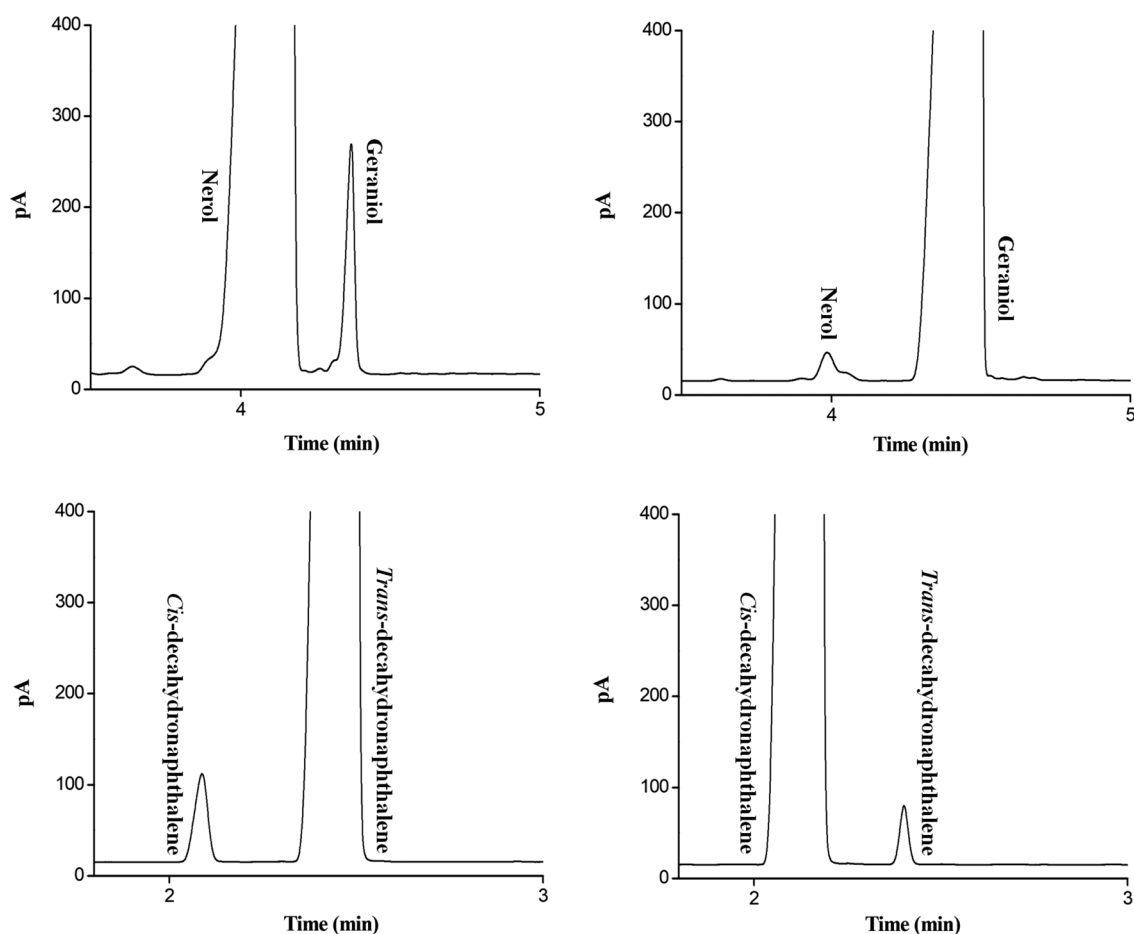 400
300
200
100
0
pA
Nerol
Geraniol
4
5
Time (min)
400
300
200
100
0
pA
Nerol
Geraniol
4
5
Time (min)
400
300
200
100
0
pA
Cis-decahydronaphthalene
Trans-decahydronaphthalene
2
3
Time (min)
400
300
200
100
0
pA
Cis-decahydronaphthalene
Trans-decahydronaphthalene
2
3
Time (min)